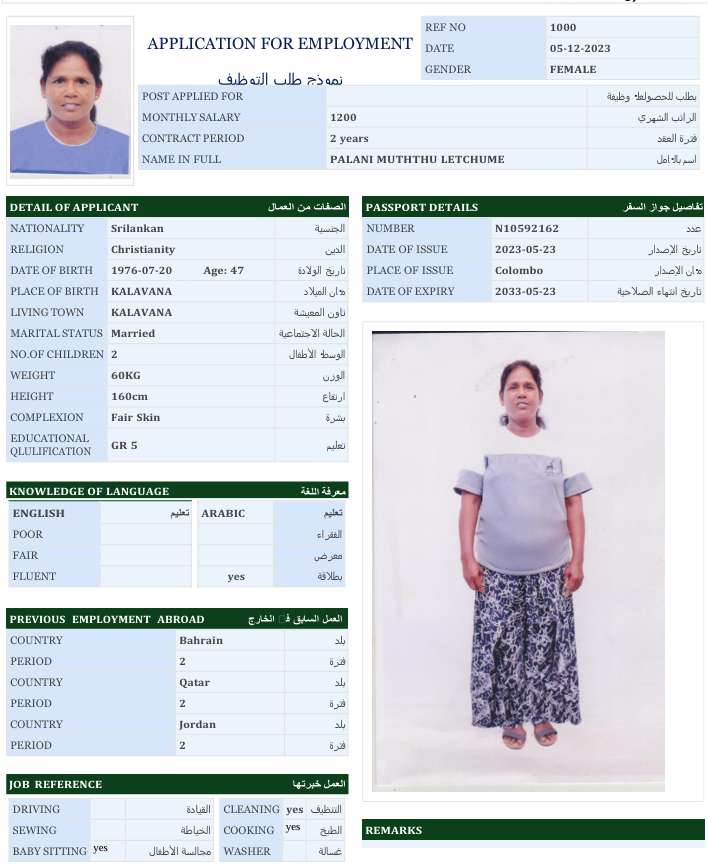 APPLICATION FOR EMPLOYMENT
نموذج طلب التوظيف
REF NO 1000
DATE 05-12-2023
GENDER FEMALE
POST APPLIED FOR بطلب للحصولعلى وظيفة
MONTHLY SALARY 1200 الراتب الشهري
CONTRACT PERIOD 2 years فترة العقد
NAME IN FULL PALANI MUTHTHU LETCHUME اسم بالكامل
DETAIL OF APPLICANT الصفات من العمال
NATIONALITY Srilankan الجنسية
RELIGION Christianity الدين
DATE OF BIRTH 1976-07-20 Age: 47 تاريخ الولادة
PLACE OF BIRTH KALAVANA مكان الميلاد
LIVING TOWN KALAVANA تاون المعيشة
MARITAL STATUS Married الحالة الاجتماعية
NO.OF CHILDREN 2 الوسطى الأطفال
WEIGHT 60KG الوزن
HEIGHT 160cm ارتفاع
COMPLEXION Fair Skin بشرة
EDUCATIONAL QLULIFICATION GR 5 تعليم
PASSPORT DETAILS تفاصيل جواز السفر
NUMBER N10592162 عدد
DATE OF ISSUE 2023-05-23 تاريخ الإصدار
PLACE OF ISSUE Colombo مكان الإصدار
DATE OF EXPIRY 2033-05-23 تاريخ انتهاء الصلاحية
KNOWLEDGE OF LANGUAGE معرفة اللغة
ENGLISH تعليم ARABIC تعليم
POOR الفقراء
FAIR معرض
FLUENT yes بطلاقة
PREVIOUS EMPLOYMENT ABROAD العمل السابق في الخارج
COUNTRY Bahrain بلد
PERIOD 2 فترة
COUNTRY Qatar بلد
PERIOD 2 فترة
COUNTRY Jordan بلد
PERIOD 2 فترة
JOB REFERENCE العمل خبرتها
DRIVING القيادة CLEANING yes التنظيف
SEWING الخياطة COOKING yes الطبخ
BABY SITTING yes مجالسة الأطفال WASHER غسالة
REMARKS